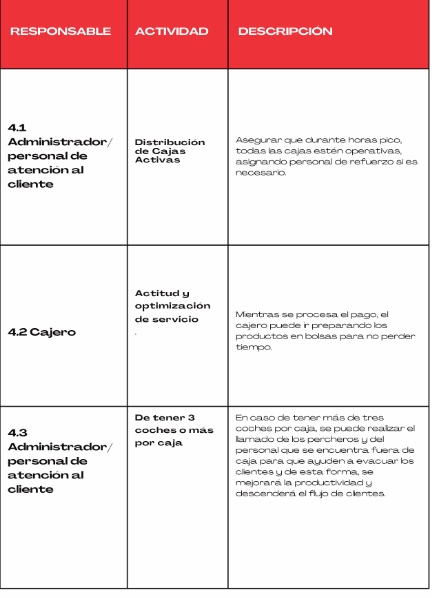 RESPONSABLE ACTIVIDAD DESCRIPCIÓN
4.1
Administrador/
personal de
atención al
cliente
Distribución
de Cajas
Activas
Asegurar que durante horas pico,
todas las cajas estén operativas,
asignando personal de refuerzo si es
necesario.
4.2 Cajero
Actitud y
optimización
de servicio
.
Mientras se procesa el pago, el
cajero puede ir preparando los
productos en bolsas para no perder
tiempo.
4.3
Administrador/
personal de
atención al
cliente
De tener 3
coches o más
por caja
En caso de tener más de tres
coches por caja, se puede realizar el
llamado de los percheros y del
personal que se encuentra fuera de
caja para que ayuden a evacuar los
clientes y de esta forma, se
mejorará la productividad y
descenderá el flujo de clientes.